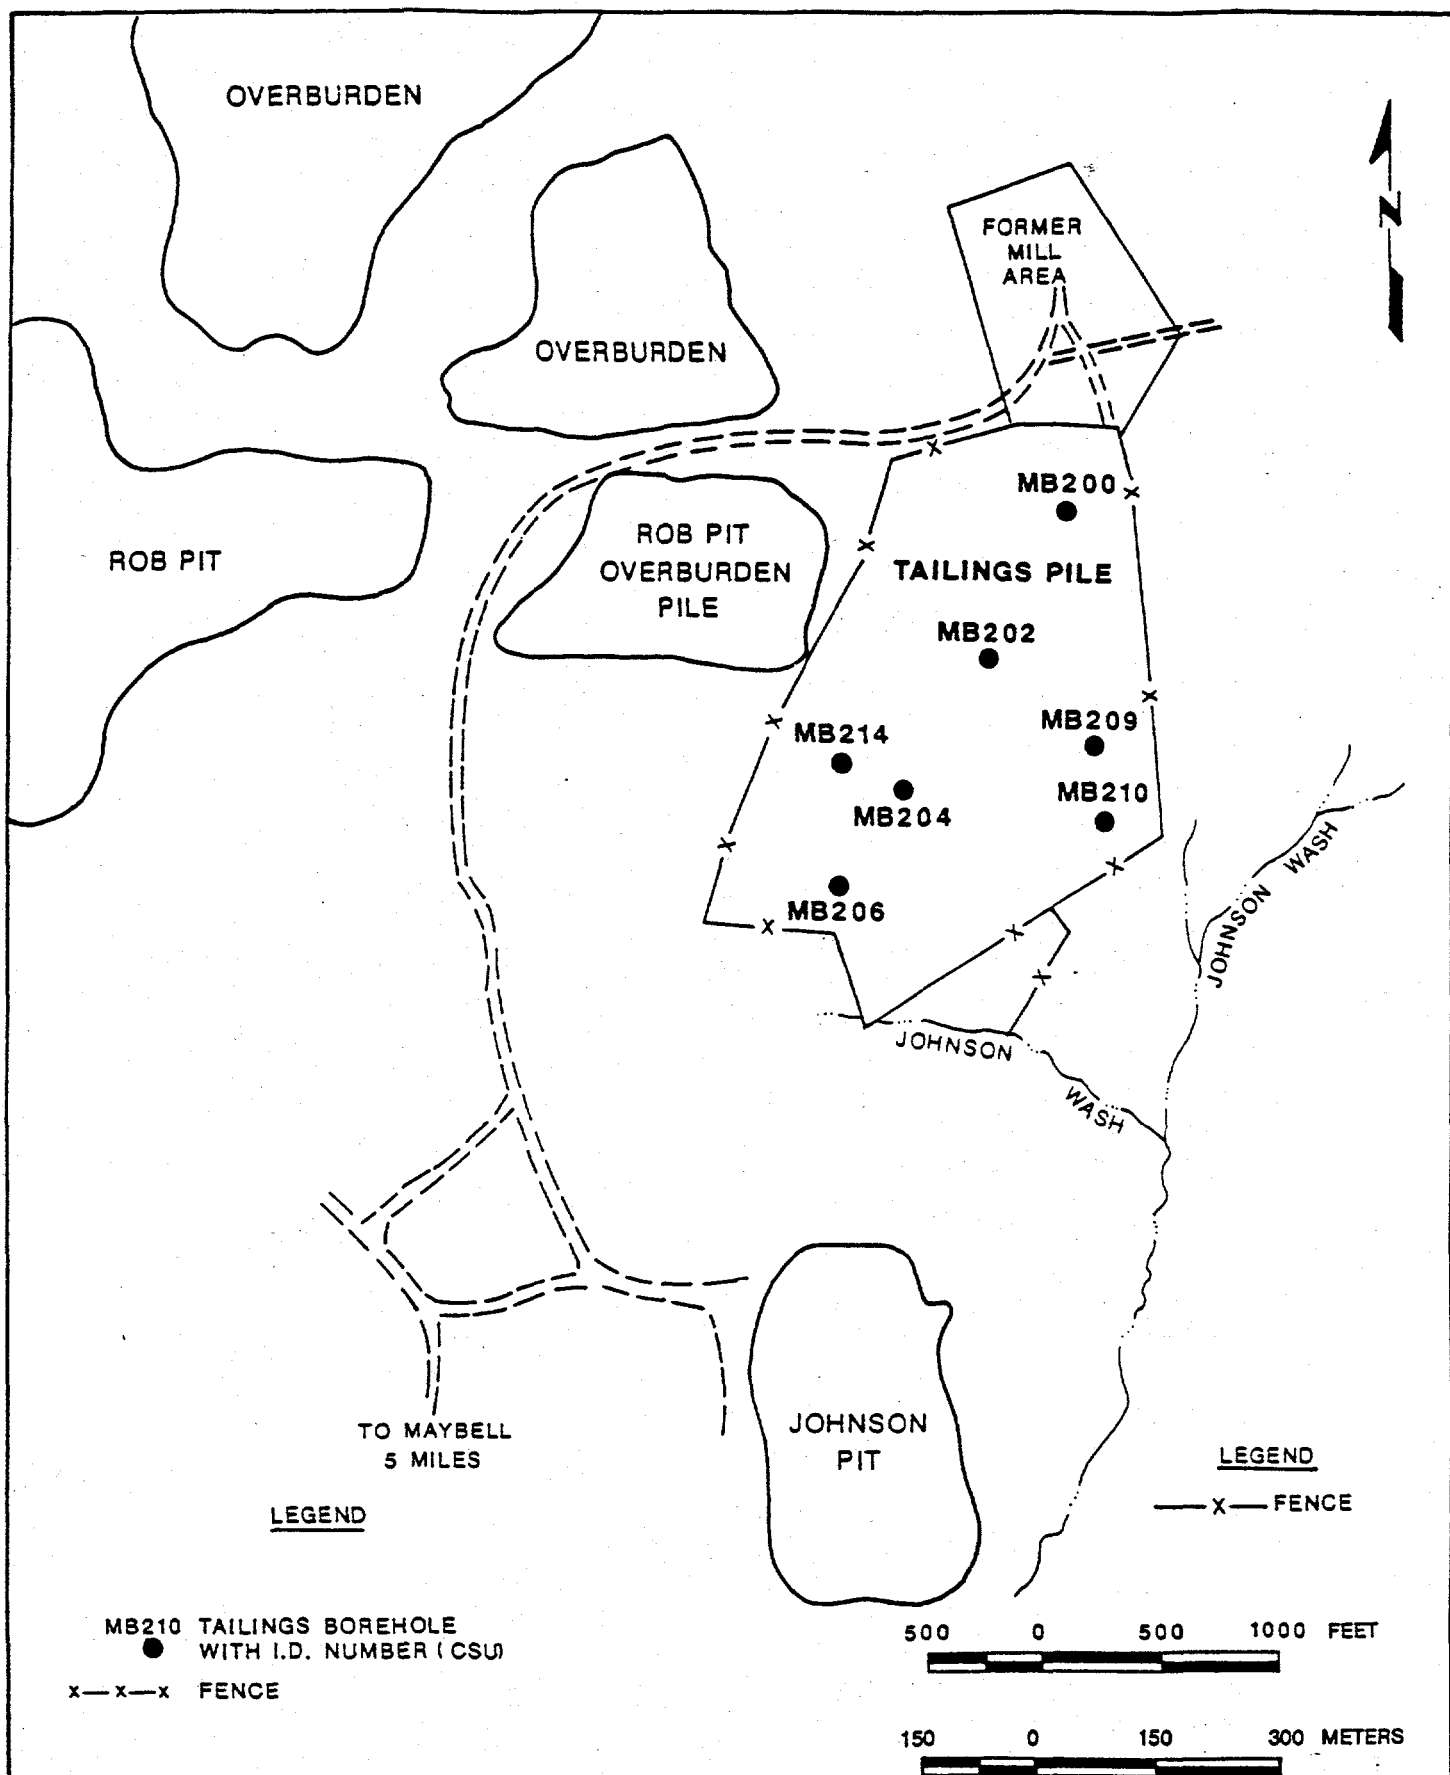 OVERBURDEN
N
FORMER
MILL
AREA
OVERBURDEN
MB200
ROB PIT
ROB PIT
OVERBURDEN
PILE
TAILINGS PILE
MB202
MB209
MB214
MB210
MB204
MB206
JOHNSON WASH
JOHNSON WASH
JOHNSON
PIT
TO MAYBELL
5 MILES
LEGEND
X FENCE
LEGEND
MB210 TAILINGS BOREHOLE
WITH I.D. NUMBER (CSU)
X—X—X FENCE
500 0 500 1000 FEET
150 0 150 300 METERS